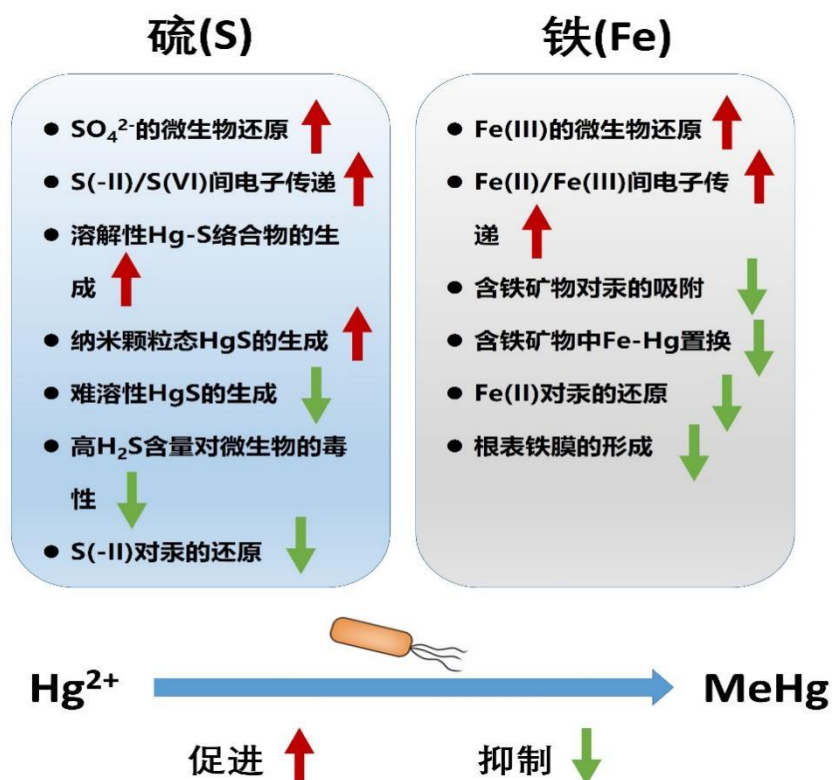 硫(S)
● SO₄²⁻的微生物还原
● S(-II)/S(VI)间电子传递
● 溶解性Hg-S络合物的生
成
● 纳米颗粒态HgS的生成
● 难溶性HgS的生成
● 高H₂S含量对微生物的毒
性
● S(-II)对汞的还原
铁(Fe)
● Fe(III)的微生物还原
● Fe(II)/Fe(III)间电子传
递
● 含铁矿物对汞的吸附
● 含铁矿物中Fe-Hg置换
● Fe(II)对汞的还原
● 根表铁膜的形成
Hg²⁺
MeHg
促进
抑制